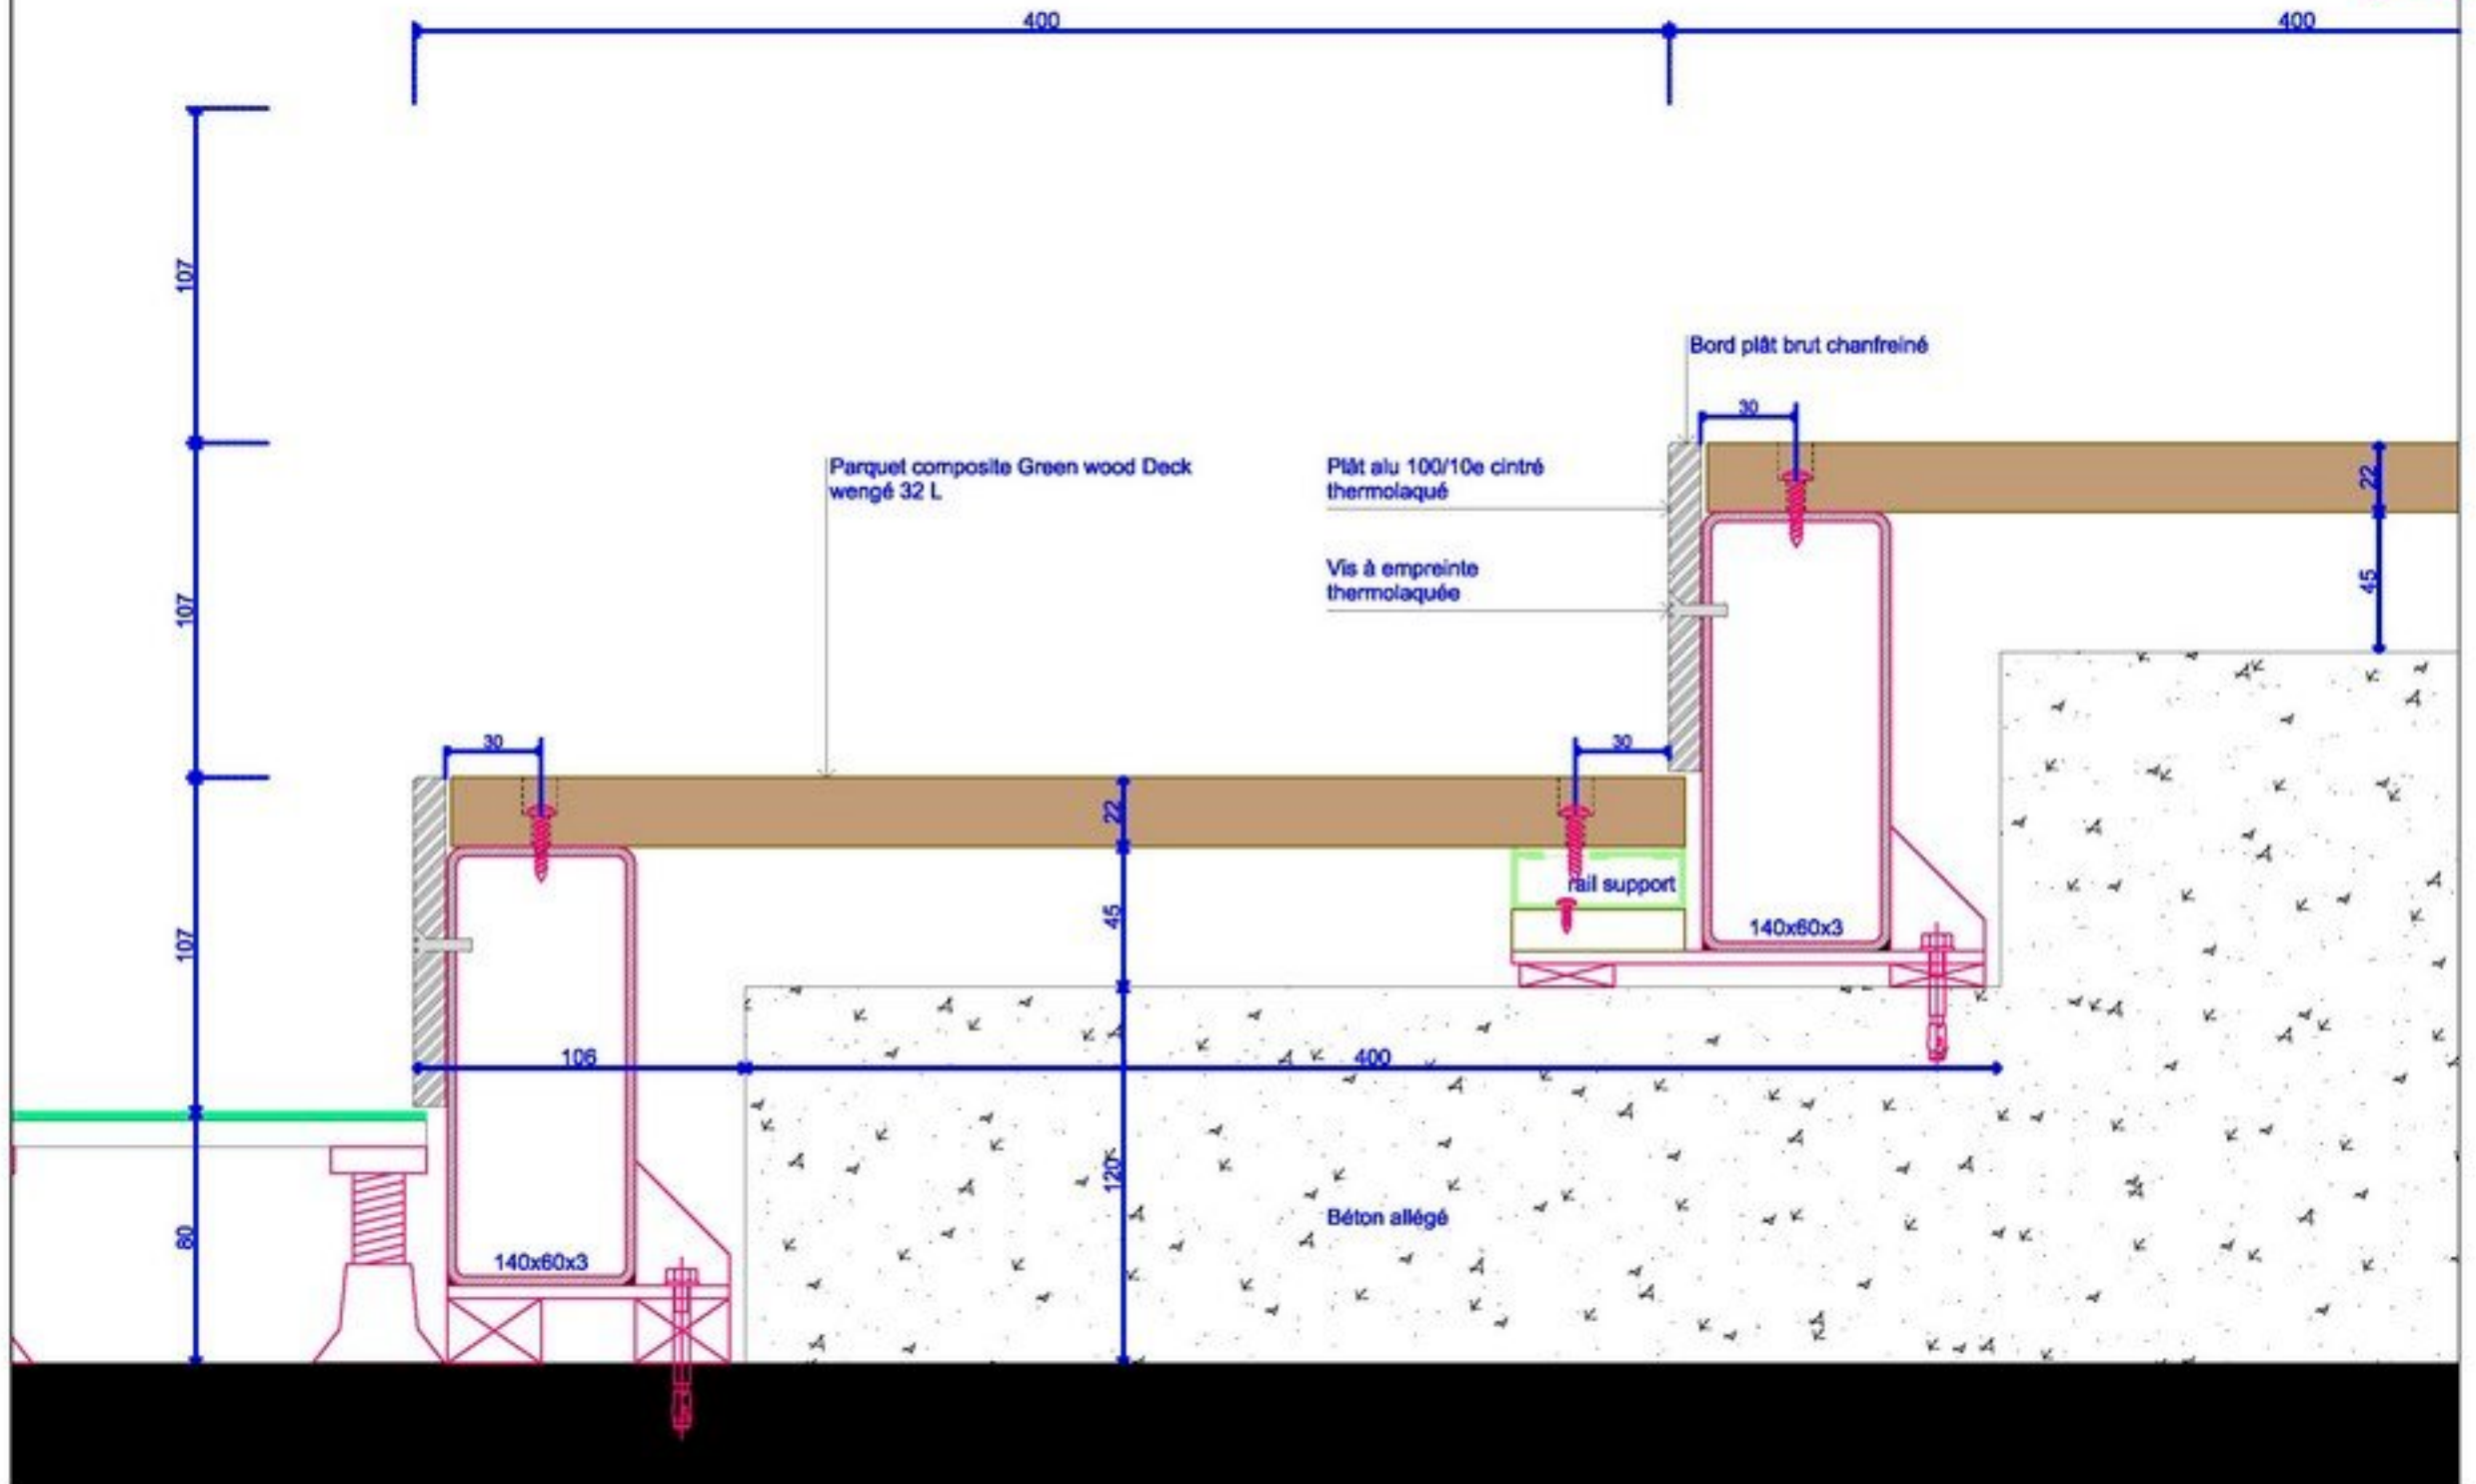 400
400
107
Bord plât brut chanfreiné
30
Parquet composite Green wood Deck
wengé 32 L
Plât alu 100/10e cintré
thermolaqué
22
Vis à empreinte
thermolaquée
45
107
30
30
22
rail support
45
140x60x3
107
106
400
120
Béton allégé
80
140x60x3